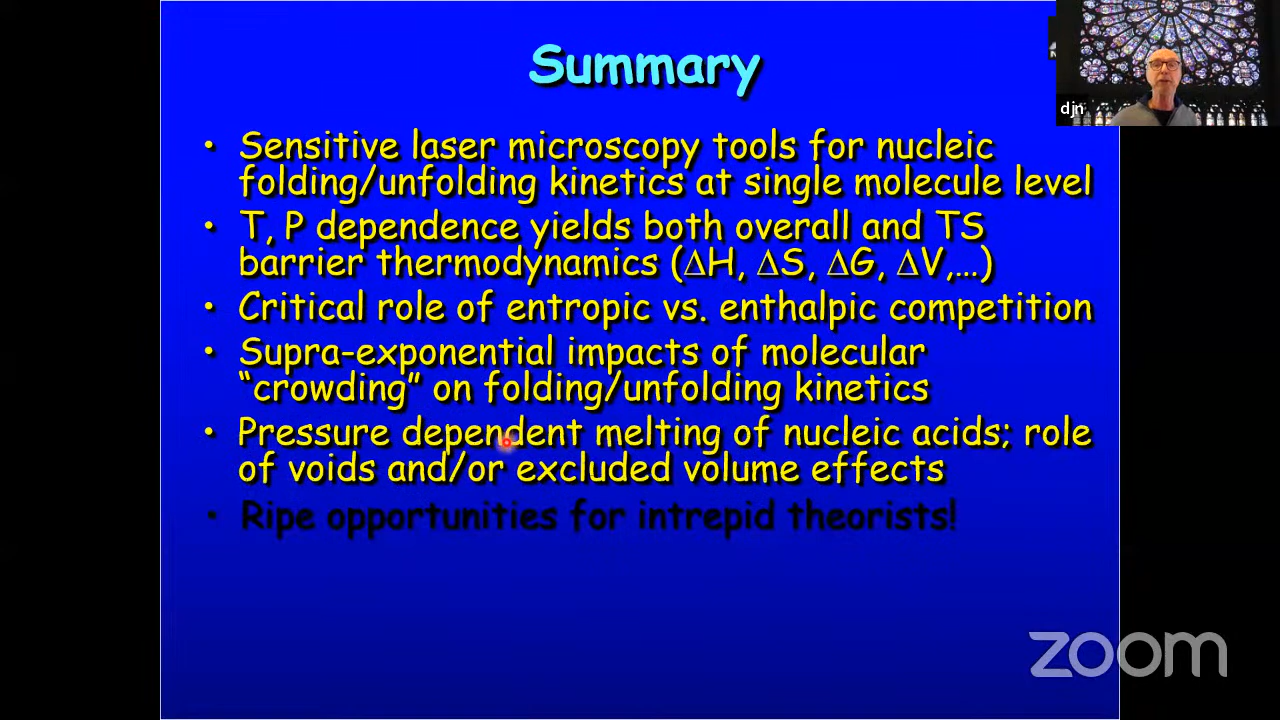 Summary
djn
• Sensitive laser microscopy tools for nucleic
folding/unfolding kinetics at single molecule level
• T, P dependence yields both overall and TS
barrier thermodynamics (ΔH, ΔS, ΔG, ΔV,…)
• Critical role of entropic vs. enthalpic competition
• Supra-exponential impacts of molecular
“crowding” on folding/unfolding kinetics
• Pressure dependent melting of nucleic acids; role
of voids and/or excluded volume effects
• Ripe opportunities for intrepid theorists!
zoom